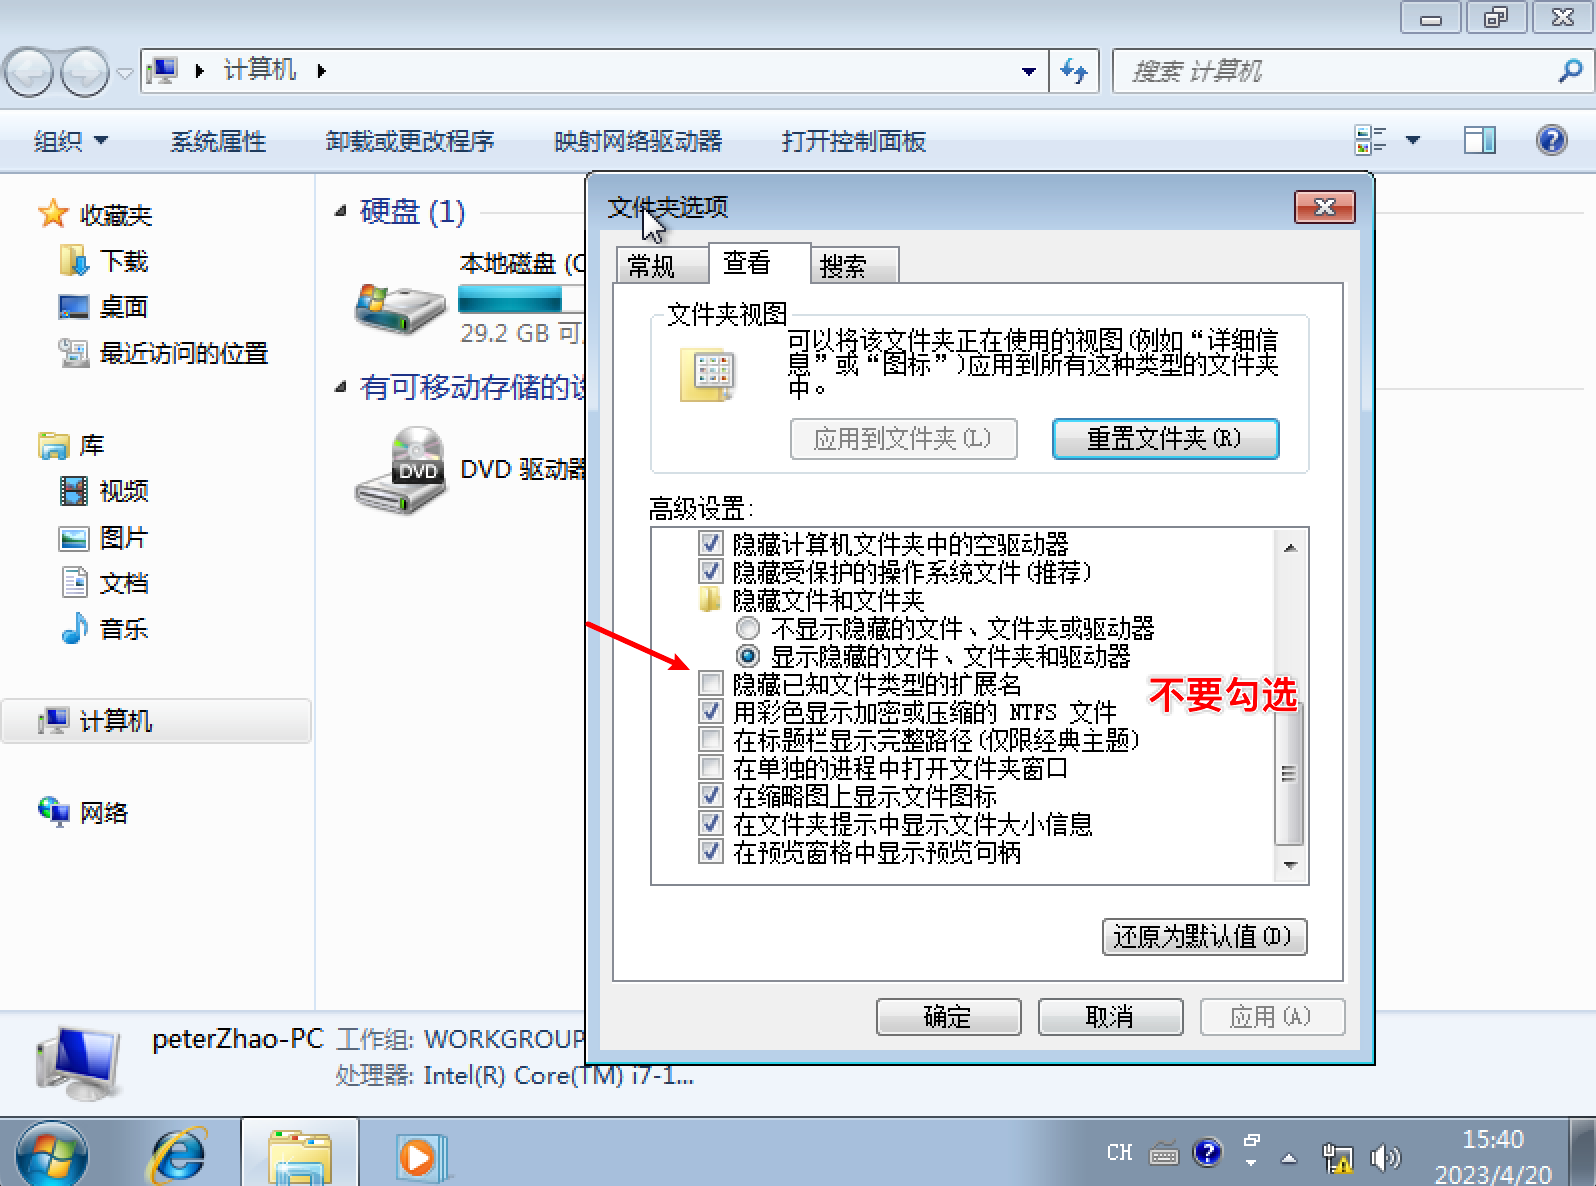 计算机
搜索 计算机
组织
系统属性
卸载或更改程序
映射网络驱动器
打开控制面板
收藏夹
下载
桌面
最近访问的位置
库
视频
图片
文档
音乐
计算机
网络
硬盘 (1)
本地磁盘 (C
29.2 GB 可
有可移动存储的
DVD
DVD 驱动器
文件夹选项
常规
查看
搜索
文件夹视图
可以将该文件夹正在使用的视图(例如“详细信
息”或“图标”)应用到所有这种类型的文件夹
中。
应用到文件夹(L)
重置文件夹(R)
高级设置:
隐藏计算机文件夹中的空驱动器
隐藏受保护的操作系统文件(推荐)
隐藏文件和文件夹
不显示隐藏的文件、文件夹或驱动器
显示隐藏的文件、文件夹和驱动器
隐藏已知文件类型的扩展名
不要勾选
用彩色显示加密或压缩的 NTFS 文件
在标题栏显示完整路径(仅限经典主题)
在单独的进程中打开文件夹窗口
在缩略图上显示文件图标
在文件夹提示中显示文件大小信息
在预览窗格中显示预览句柄
还原为默认值(D)
确定
取消
应用(A)
peterZhao-PC 工作组: WORKGROUP
处理器: Intel(R) Core(TM) i7-1...
CH
15:40
2023/4/20